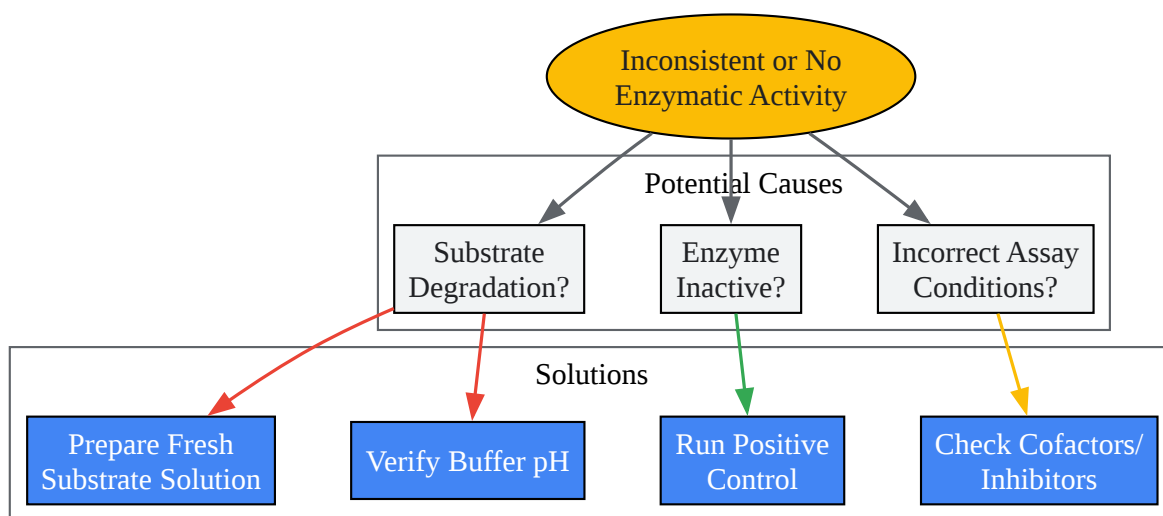 Inconsistent or No
Enzymatic Activity
Potential Causes
Substrate
Degradation?
Enzyme
Inactive?
Incorrect Assay
Conditions?
Solutions
Prepare Fresh
Substrate Solution
Verify Buffer pH
Run Positive
Control
Check Cofactors/
Inhibitors